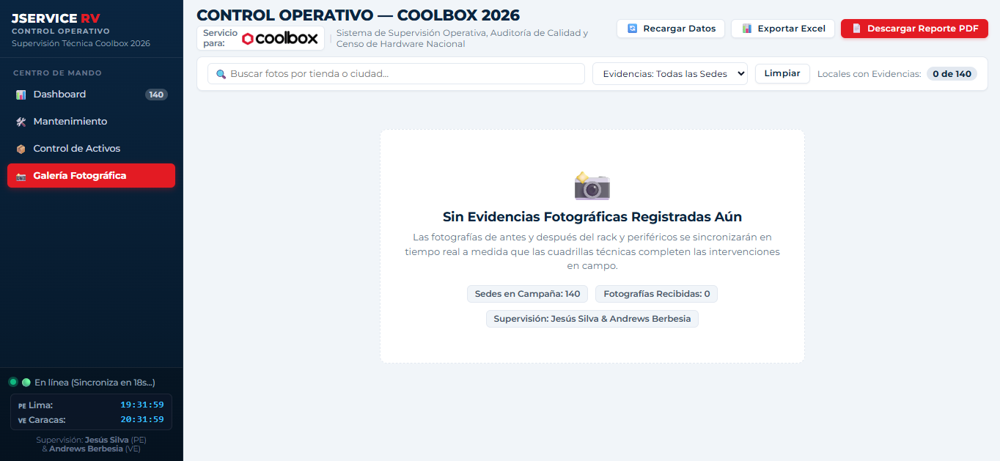 JSERVICE RV
CONTROL OPERATIVO
Supervisión Técnica Coolbox 2026
CENTRO DE MANDO
Dashboard 140
Mantenimiento
Control de Activos
Galería Fotográfica
En línea (Sincroniza en 18s...)
PE Lima: 19:31:59
VE Caracas: 20:31:59
Supervisión: Jesús Silva (PE)
& Andrews Berbesia (VE)
CONTROL OPERATIVO — COOLBOX 2026
Servicio para: coolbox
Sistema de Supervisión Operativa, Auditoría de Calidad y
Censo de Hardware Nacional
Recargar Datos
Exportar Excel
Descargar Reporte PDF
Buscar fotos por tienda o ciudad...
Evidencias: Todas las Sedes
Limpiar
Locales con Evidencias: 0 de 140
Sin Evidencias Fotográficas Registradas Aún
Las fotografías de antes y después del rack y periféricos se sincronizarán en
tiempo real a medida que las cuadrillas técnicas completen las intervenciones
en campo.
Sedes en Campaña: 140
Fotografías Recibidas: 0
Supervisión: Jesús Silva & Andrews Berbesia